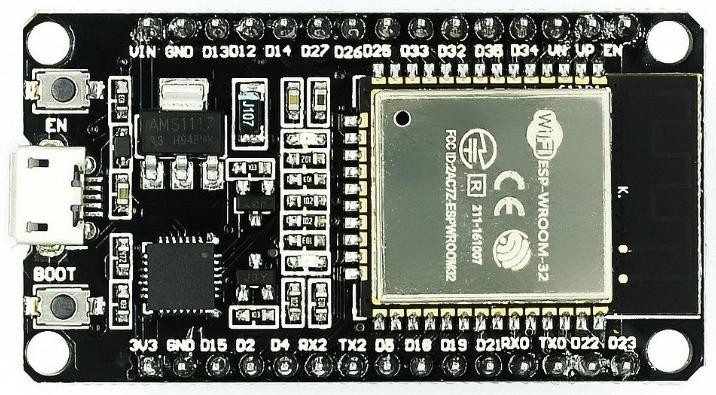 VIN GND D13 D12 D14 D27 D26 D25 D33 D32 D35 D34 VN VP EN
EN
AMS1117
3.3
J107
WiFi ESP-WROOM-32
CE
R 211-161007
FCC ID:2AC7Z-ESPWROOM32
BOOT
3V3 GND D15 D2 D4 RX2 TX2 D5 D18 D19 D21 RX0 TX0 D22 D23